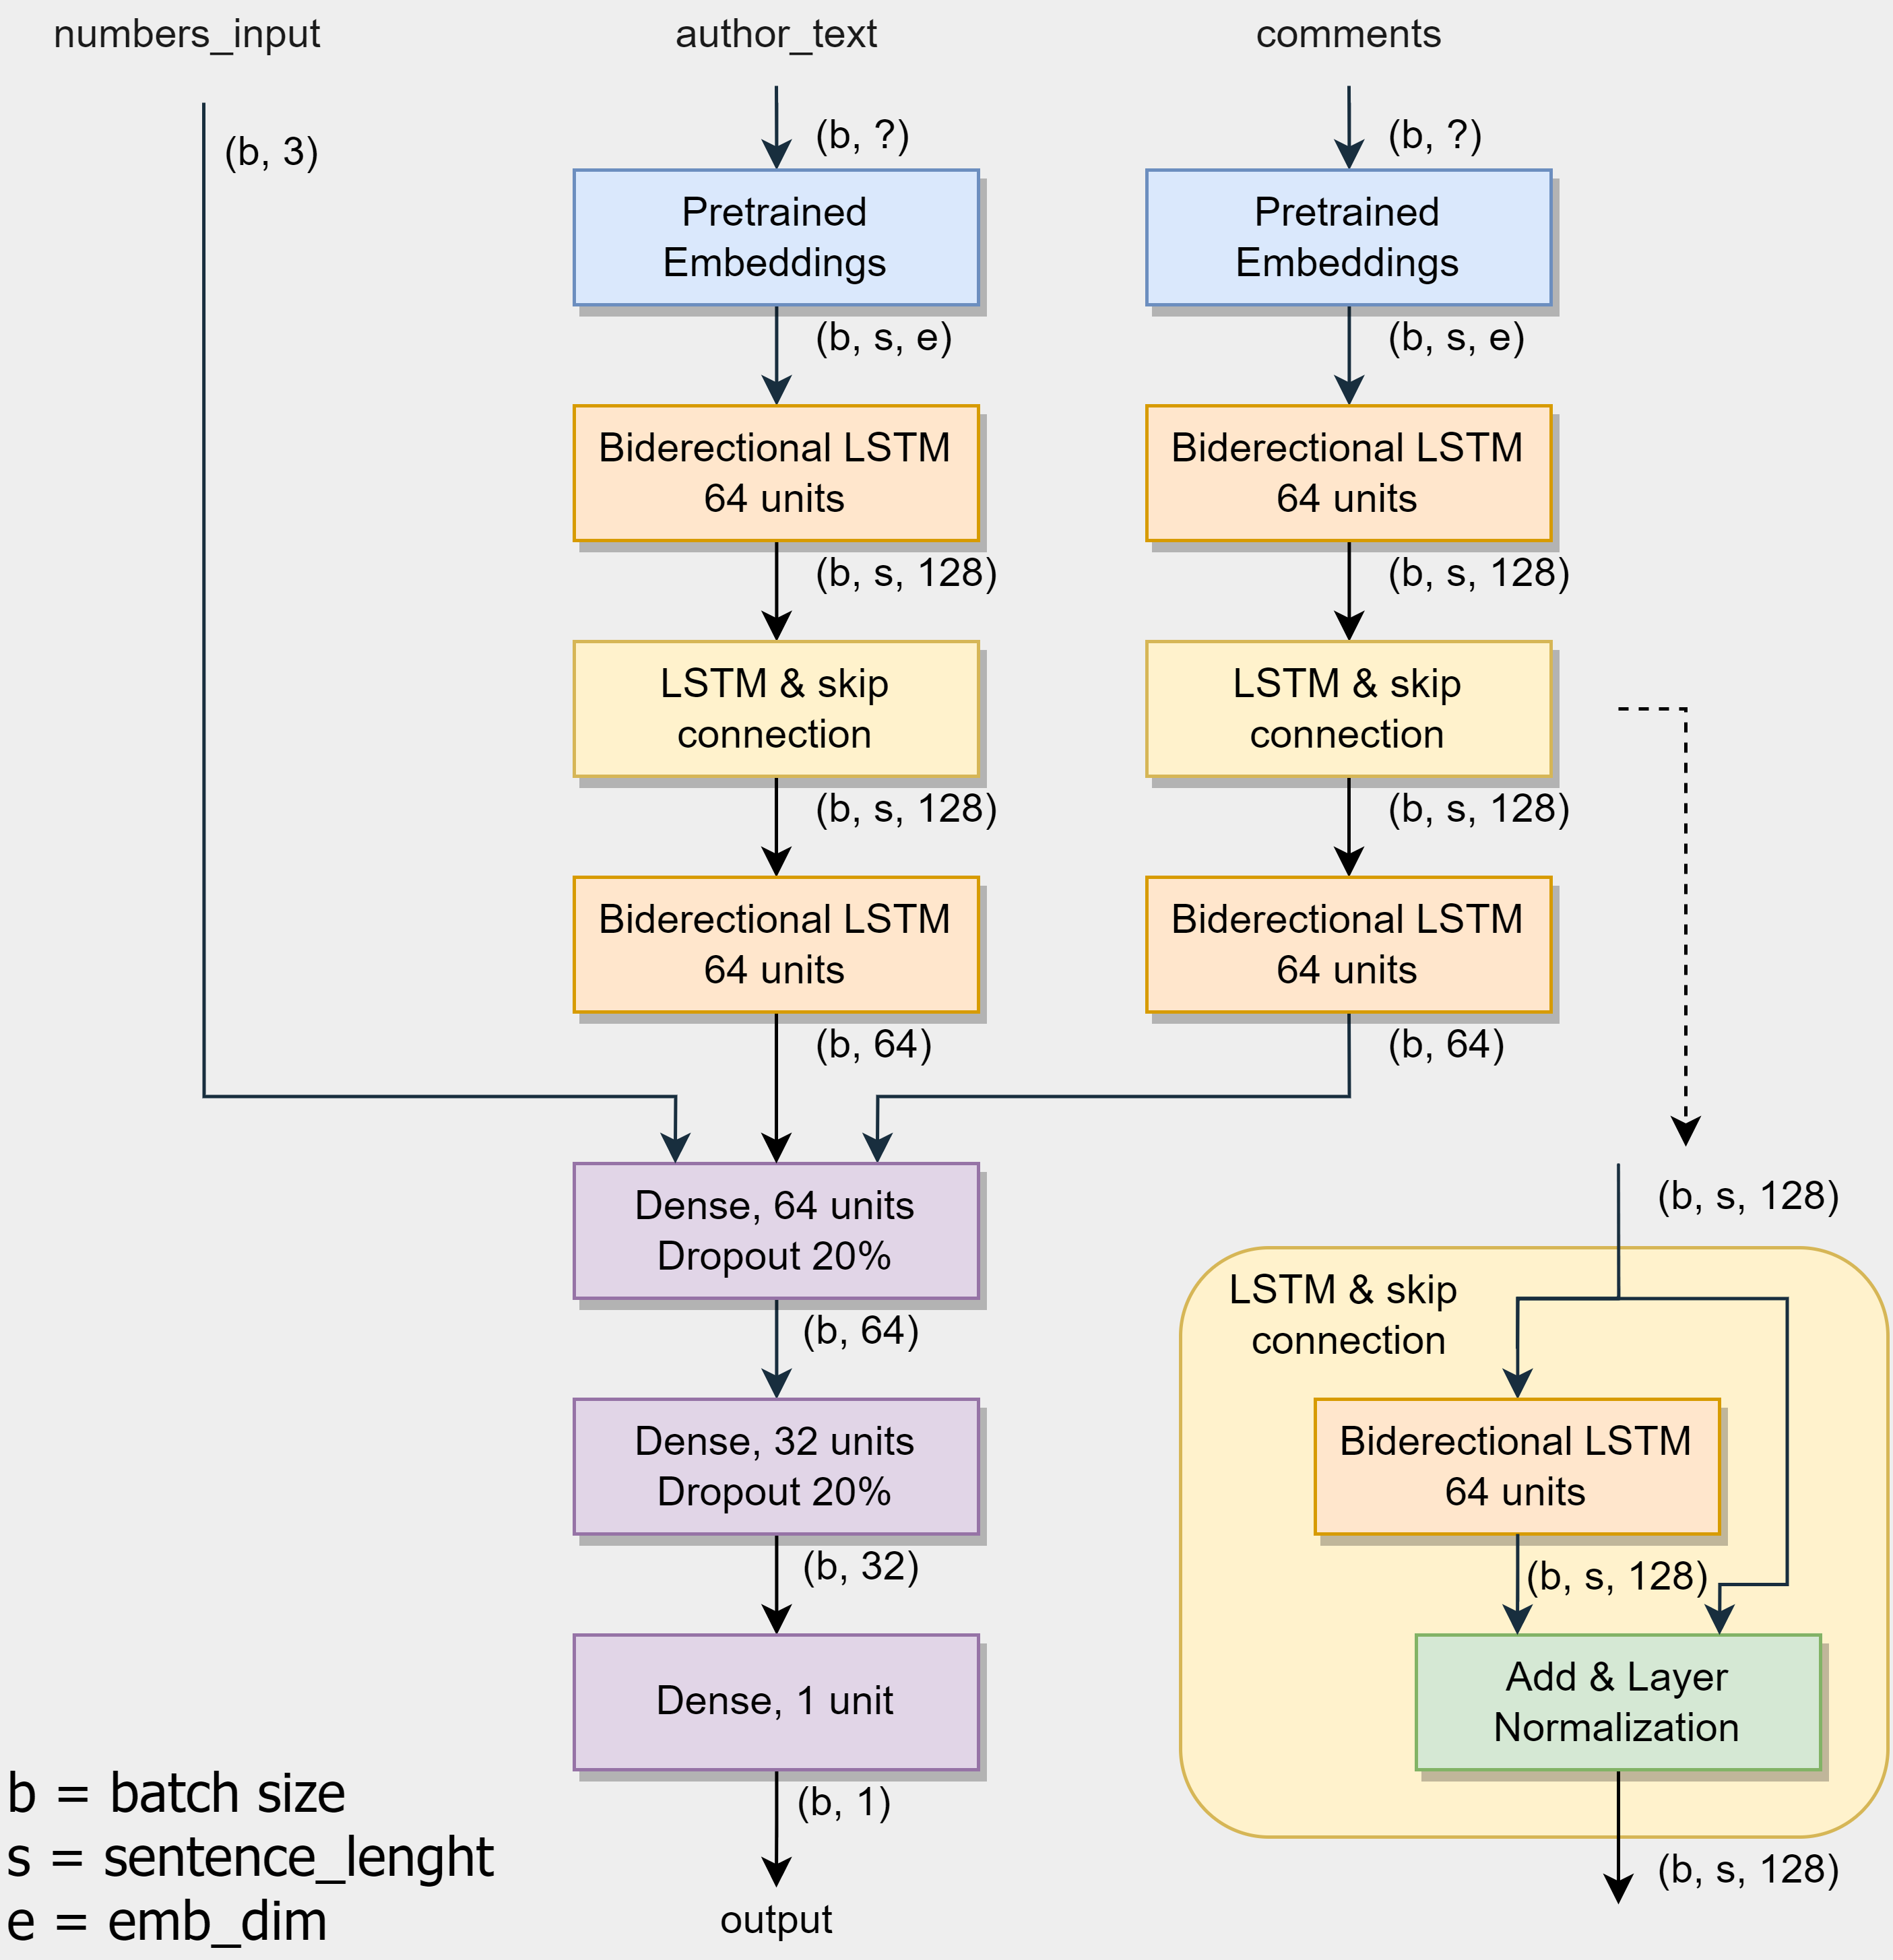 numbers_input
author_text
comments
(b, 3)
(b, ?)
(b, ?)
Pretrained
Embeddings
Pretrained
Embeddings
(b, s, e)
(b, s, e)
Biderectional LSTM
64 units
Biderectional LSTM
64 units
(b, s, 128)
(b, s, 128)
LSTM & skip
connection
LSTM & skip
connection
(b, s, 128)
(b, s, 128)
Biderectional LSTM
64 units
Biderectional LSTM
64 units
(b, 64)
(b, 64)
Dense, 64 units
Dropout 20%
(b, 64)
Dense, 32 units
Dropout 20%
(b, 32)
Dense, 1 unit
(b, 1)
output
(b, s, 128)
LSTM & skip
connection
Biderectional LSTM
64 units
(b, s, 128)
Add & Layer
Normalization
(b, s, 128)
b = batch size
s = sentence_lenght
e = emb_dim